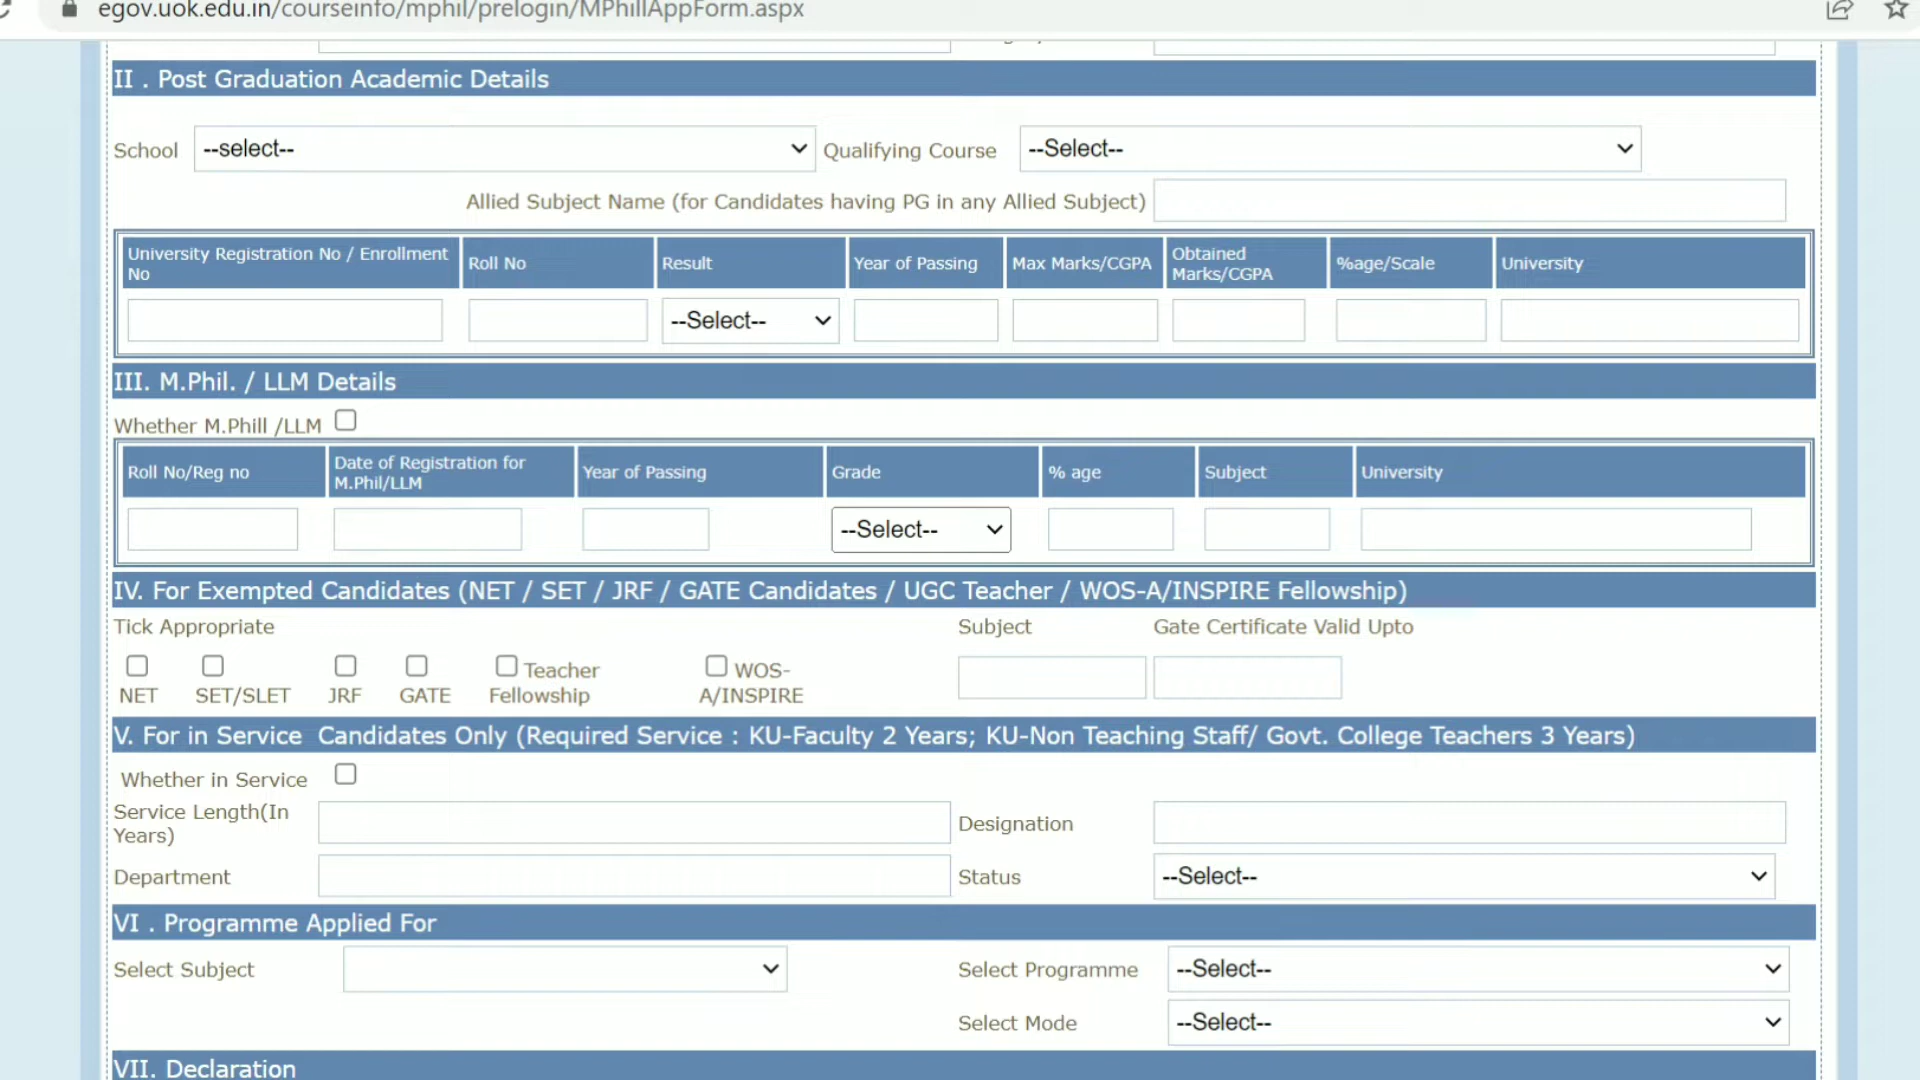 egov.uok.edu.in/courseinfo/mphil/prelogin/MPhillAppForm.aspx
II . Post Graduation Academic Details
School --select-- Qualifying Course --Select--
Allied Subject Name (for Candidates having PG in any Allied Subject)
University Registration No / Enrollment No Roll No Result Year of Passing Max Marks/CGPA Obtained Marks/CGPA %age/Scale University
--Select--
III. M.Phil. / LLM Details
Whether M.Phill /LLM
Roll No/Reg no Date of Registration for M.Phil/LLM Year of Passing Grade % age Subject University
--Select--
IV. For Exempted Candidates (NET / SET / JRF / GATE Candidates / UGC Teacher / WOS-A/INSPIRE Fellowship)
Tick Appropriate Subject Gate Certificate Valid Upto
NET SET/SLET JRF GATE Teacher Fellowship WOS-A/INSPIRE
V. For in Service Candidates Only (Required Service : KU-Faculty 2 Years; KU-Non Teaching Staff/ Govt. College Teachers 3 Years)
Whether in Service
Service Length(In Years) Designation
Department Status --Select--
VI . Programme Applied For
Select Subject Select Programme --Select--
Select Mode --Select--
VII. Declaration